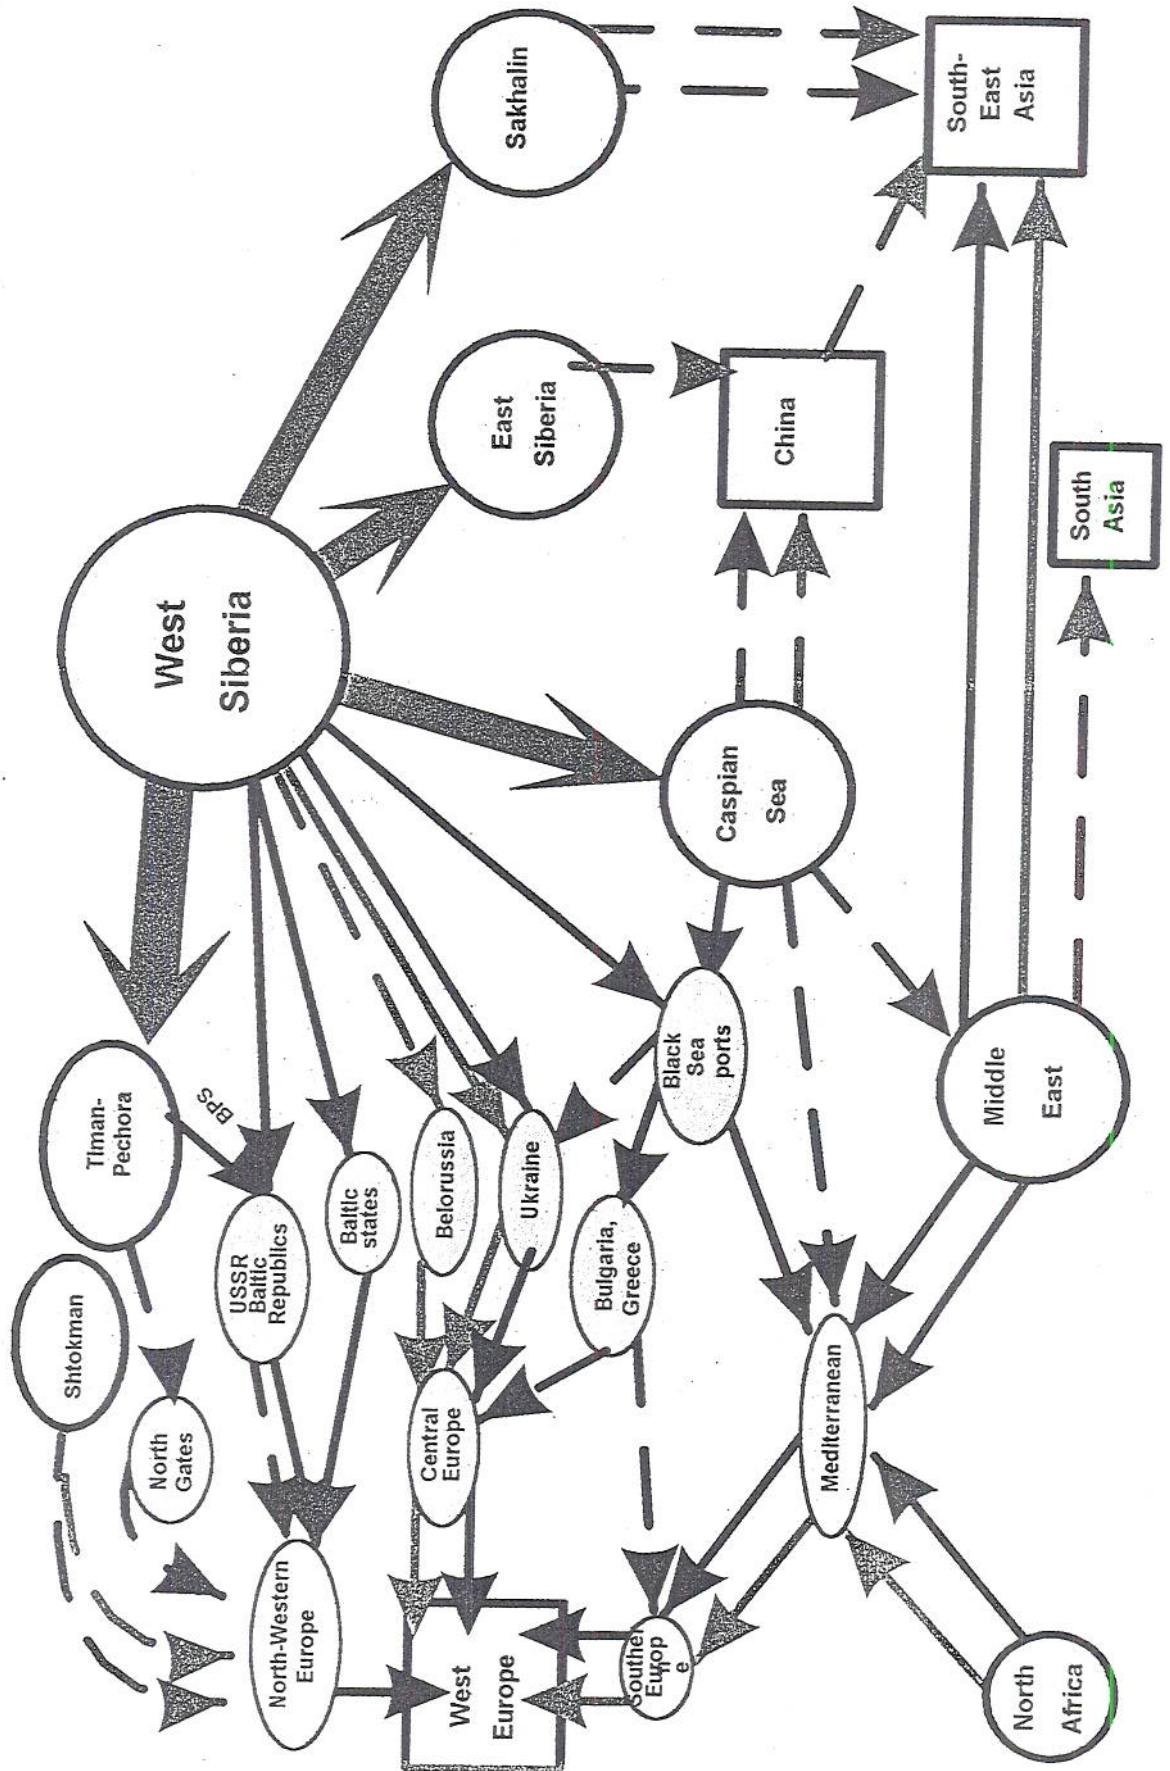 Shtokman
TIman-
Pechora
North
Gates
BPS
West
Siberia
USSR
Baltic
Republics
North-Western
Europe
Baltic
states
Belorussia
Central
Europe
Ukraine
West
Europe
East
Siberia
Sakhalin
Bulgaria,
Greece
Souther
n
Europ
e
Black
Sea
ports
Caspian
Sea
China
Mediterranean
South-
East
Asia
Middle
East
North
Africa
South
Asia